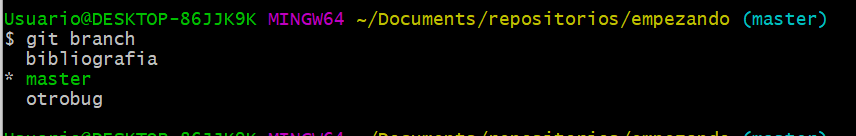 Usuario@DESKTOP-86JJK9K MINGW64 ~/Documents/repositorios/empezando (master)
$ git branch
  bibliografia
* master
  otrobug